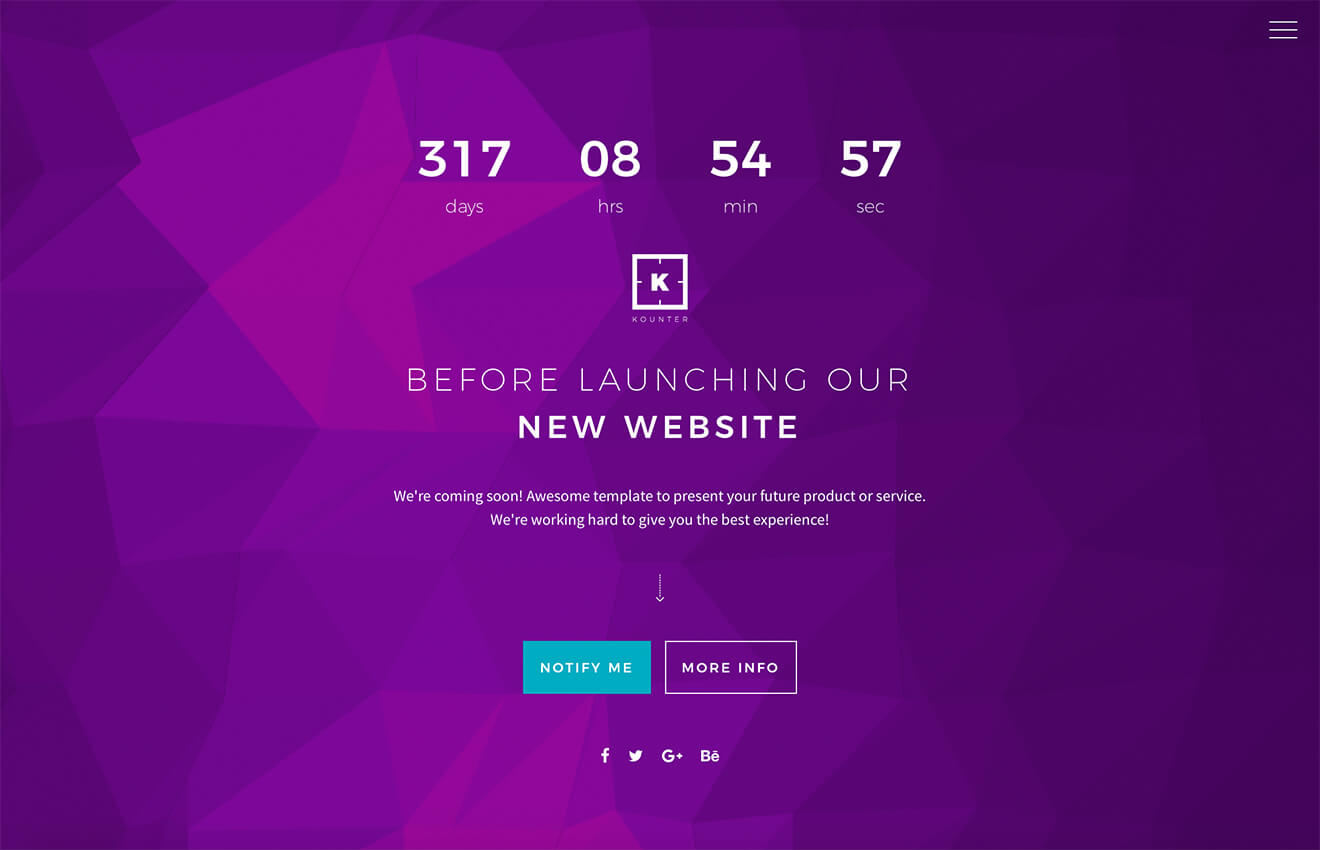 317 08 54 57
days hrs min sec
K
KOUNTER
BEFORE LAUNCHING OUR
NEW WEBSITE
We're coming soon! Awesome template to present your future product or service.
We're working hard to give you the best experience!
NOTIFY ME MORE INFO
f G+ Bē